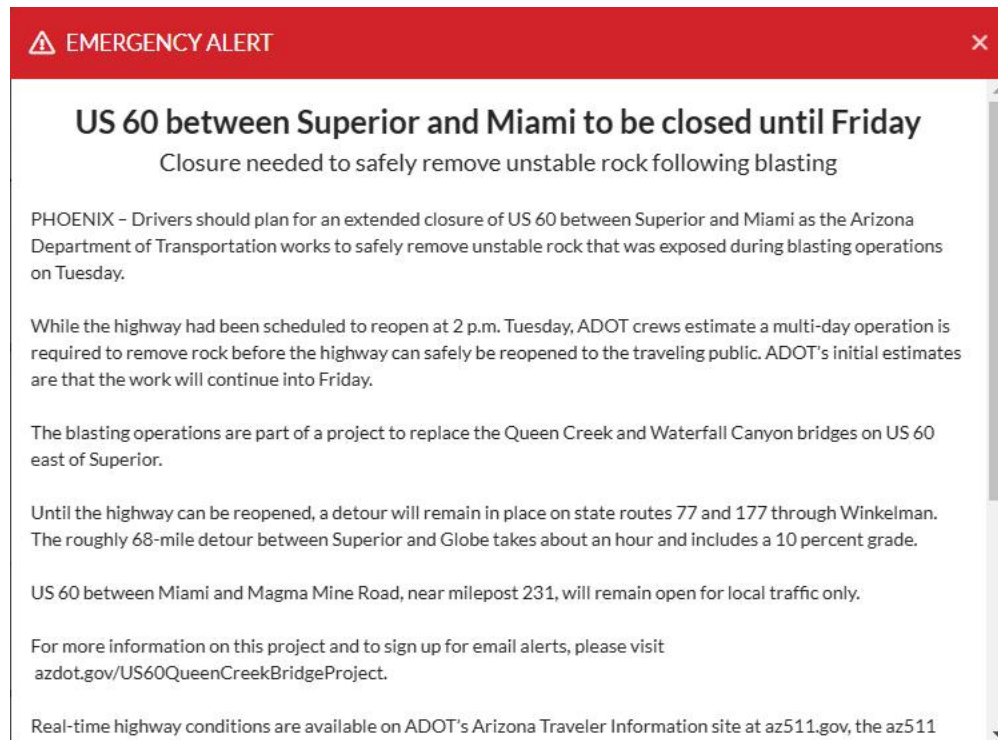 EMERGENCY ALERT
US 60 between Superior and Miami to be closed until Friday
Closure needed to safely remove unstable rock following blasting
PHOENIX – Drivers should plan for an extended closure of US 60 between Superior and Miami as the Arizona
Department of Transportation works to safely remove unstable rock that was exposed during blasting operations
on Tuesday.
While the highway had been scheduled to reopen at 2 p.m. Tuesday, ADOT crews estimate a multi-day operation is
required to remove rock before the highway can safely be reopened to the traveling public. ADOT's initial estimates
are that the work will continue into Friday.
The blasting operations are part of a project to replace the Queen Creek and Waterfall Canyon bridges on US 60
east of Superior.
Until the highway can be reopened, a detour will remain in place on state routes 77 and 177 through Winkelman.
The roughly 68-mile detour between Superior and Globe takes about an hour and includes a 10 percent grade.
US 60 between Miami and Magma Mine Road, near milepost 231, will remain open for local traffic only.
For more information on this project and to sign up for email alerts, please visit
azdot.gov/US60QueenCreekBridgeProject.
Real-time highway conditions are available on ADOT's Arizona Traveler Information site at az511.gov, the az511